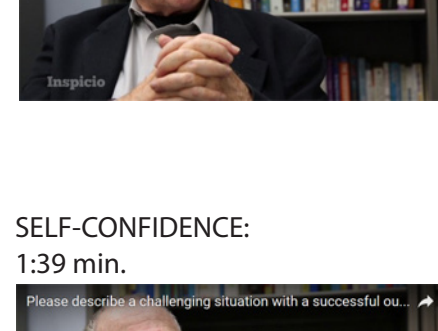 Inspicio
SELF-CONFIDENCE:
1:39 min.
Please describe a challenging situation with a successful ou...